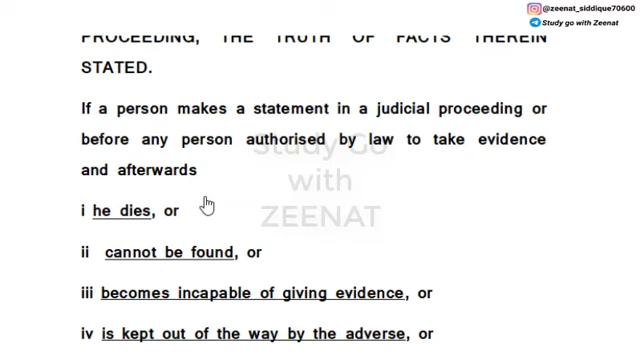 @zeenat_siddique70600
Study go with Zeenat
PROCEEDING, THE TRUTH OF FACTS THEREIN
STATED.
If a person makes a statement in a judicial proceeding or
before any person authorised by law to take evidence
and afterwards
Study Go
with
ZEENAT
i he dies, or
ii cannot be found, or
iii becomes incapable of giving evidence, or
iv is kept out of the way by the adverse, or